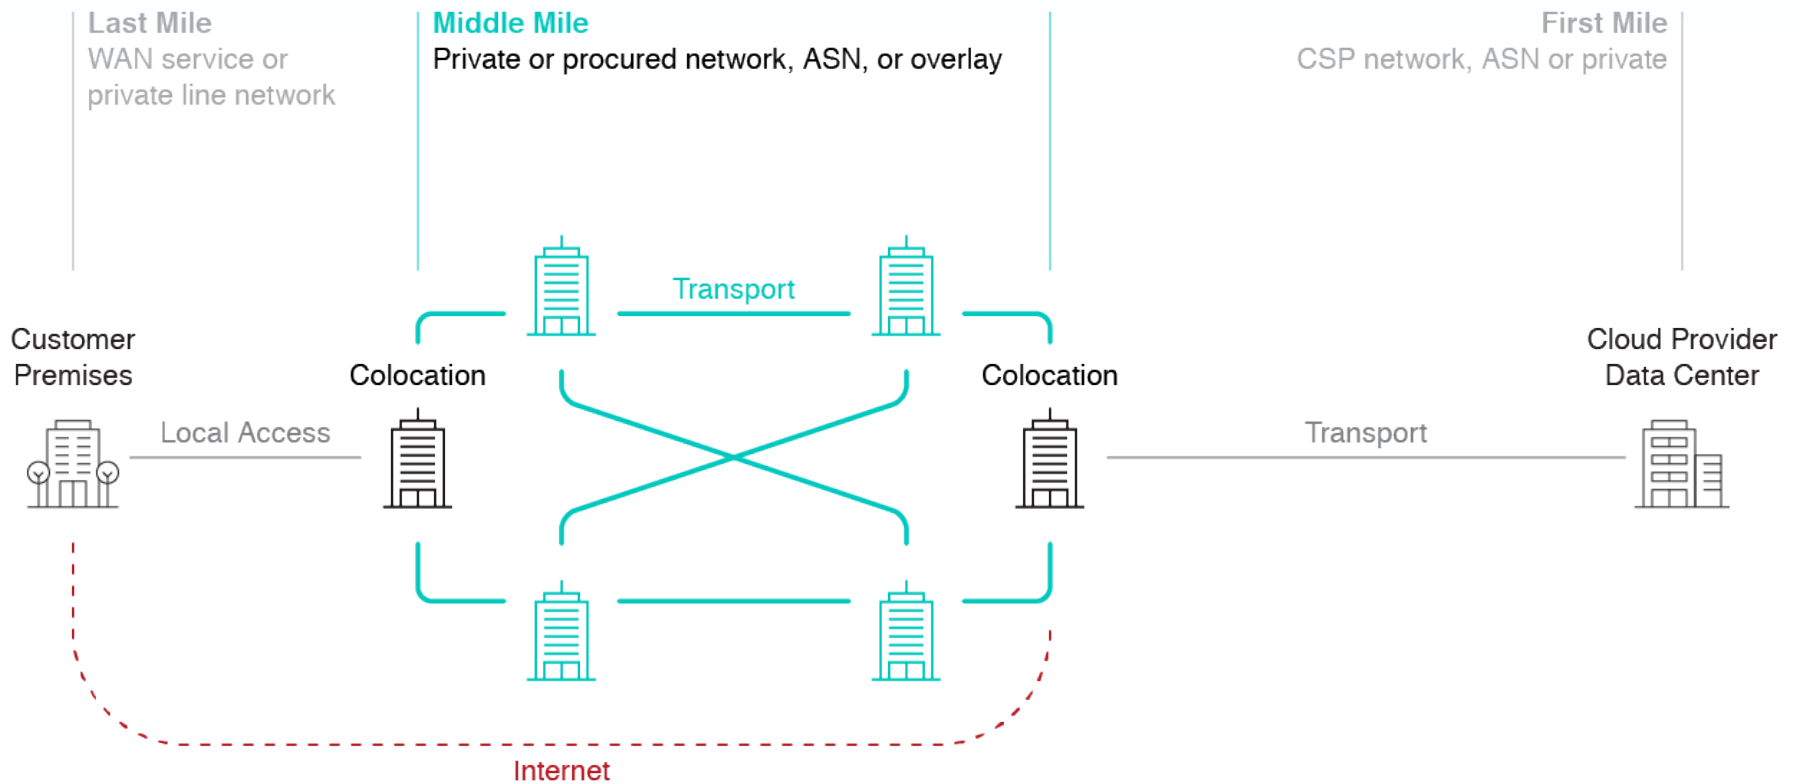 Last Mile
WAN service or
private line network
Middle Mile
Private or procured network, ASN, or overlay
First Mile
CSP network, ASN or private
Transport
Customer
Premises
Colocation
Colocation
Cloud Provider
Data Center
Local Access
Transport
Internet